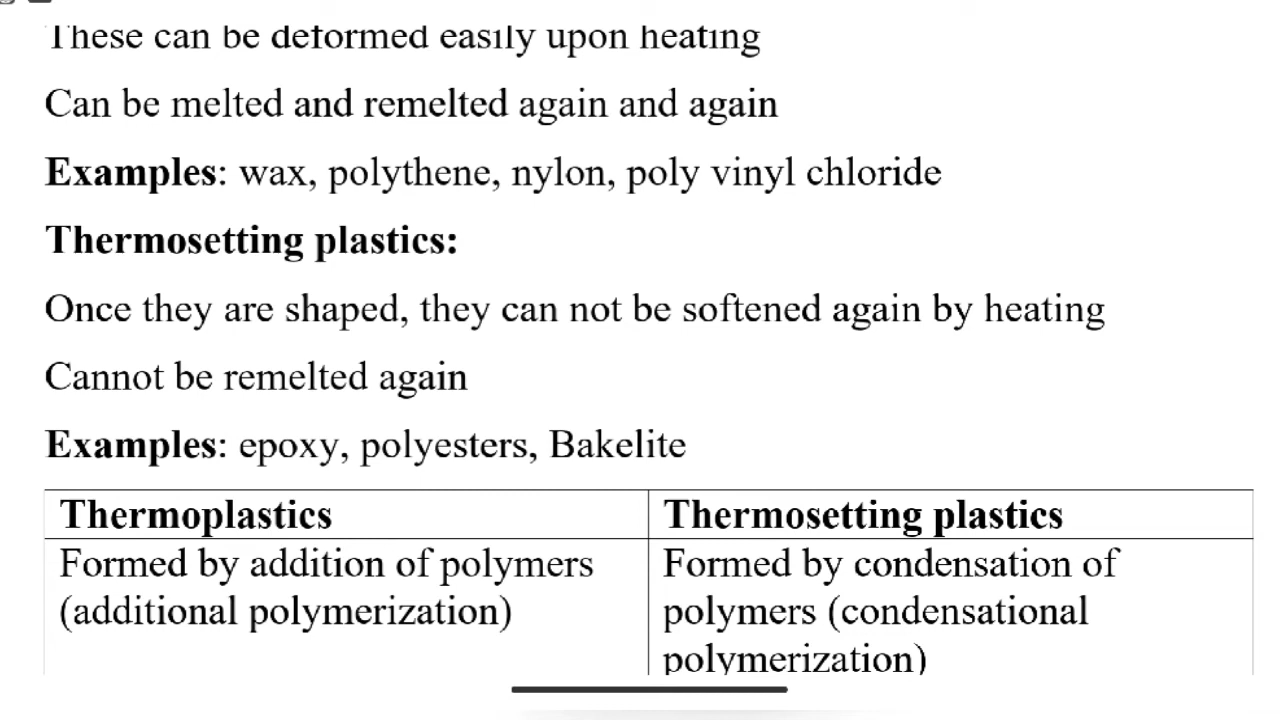 These can be deformed easily upon heating
Can be melted and remelted again and again
Examples: wax, polythene, nylon, poly vinyl chloride
Thermosetting plastics:
Once they are shaped, they can not be softened again by heating
Cannot be remelted again
Examples: epoxy, polyesters, Bakelite
Thermoplastics
Thermosetting plastics
Formed by addition of polymers
(additional polymerization)
Formed by condensation of
polymers (condensational
polymerization)